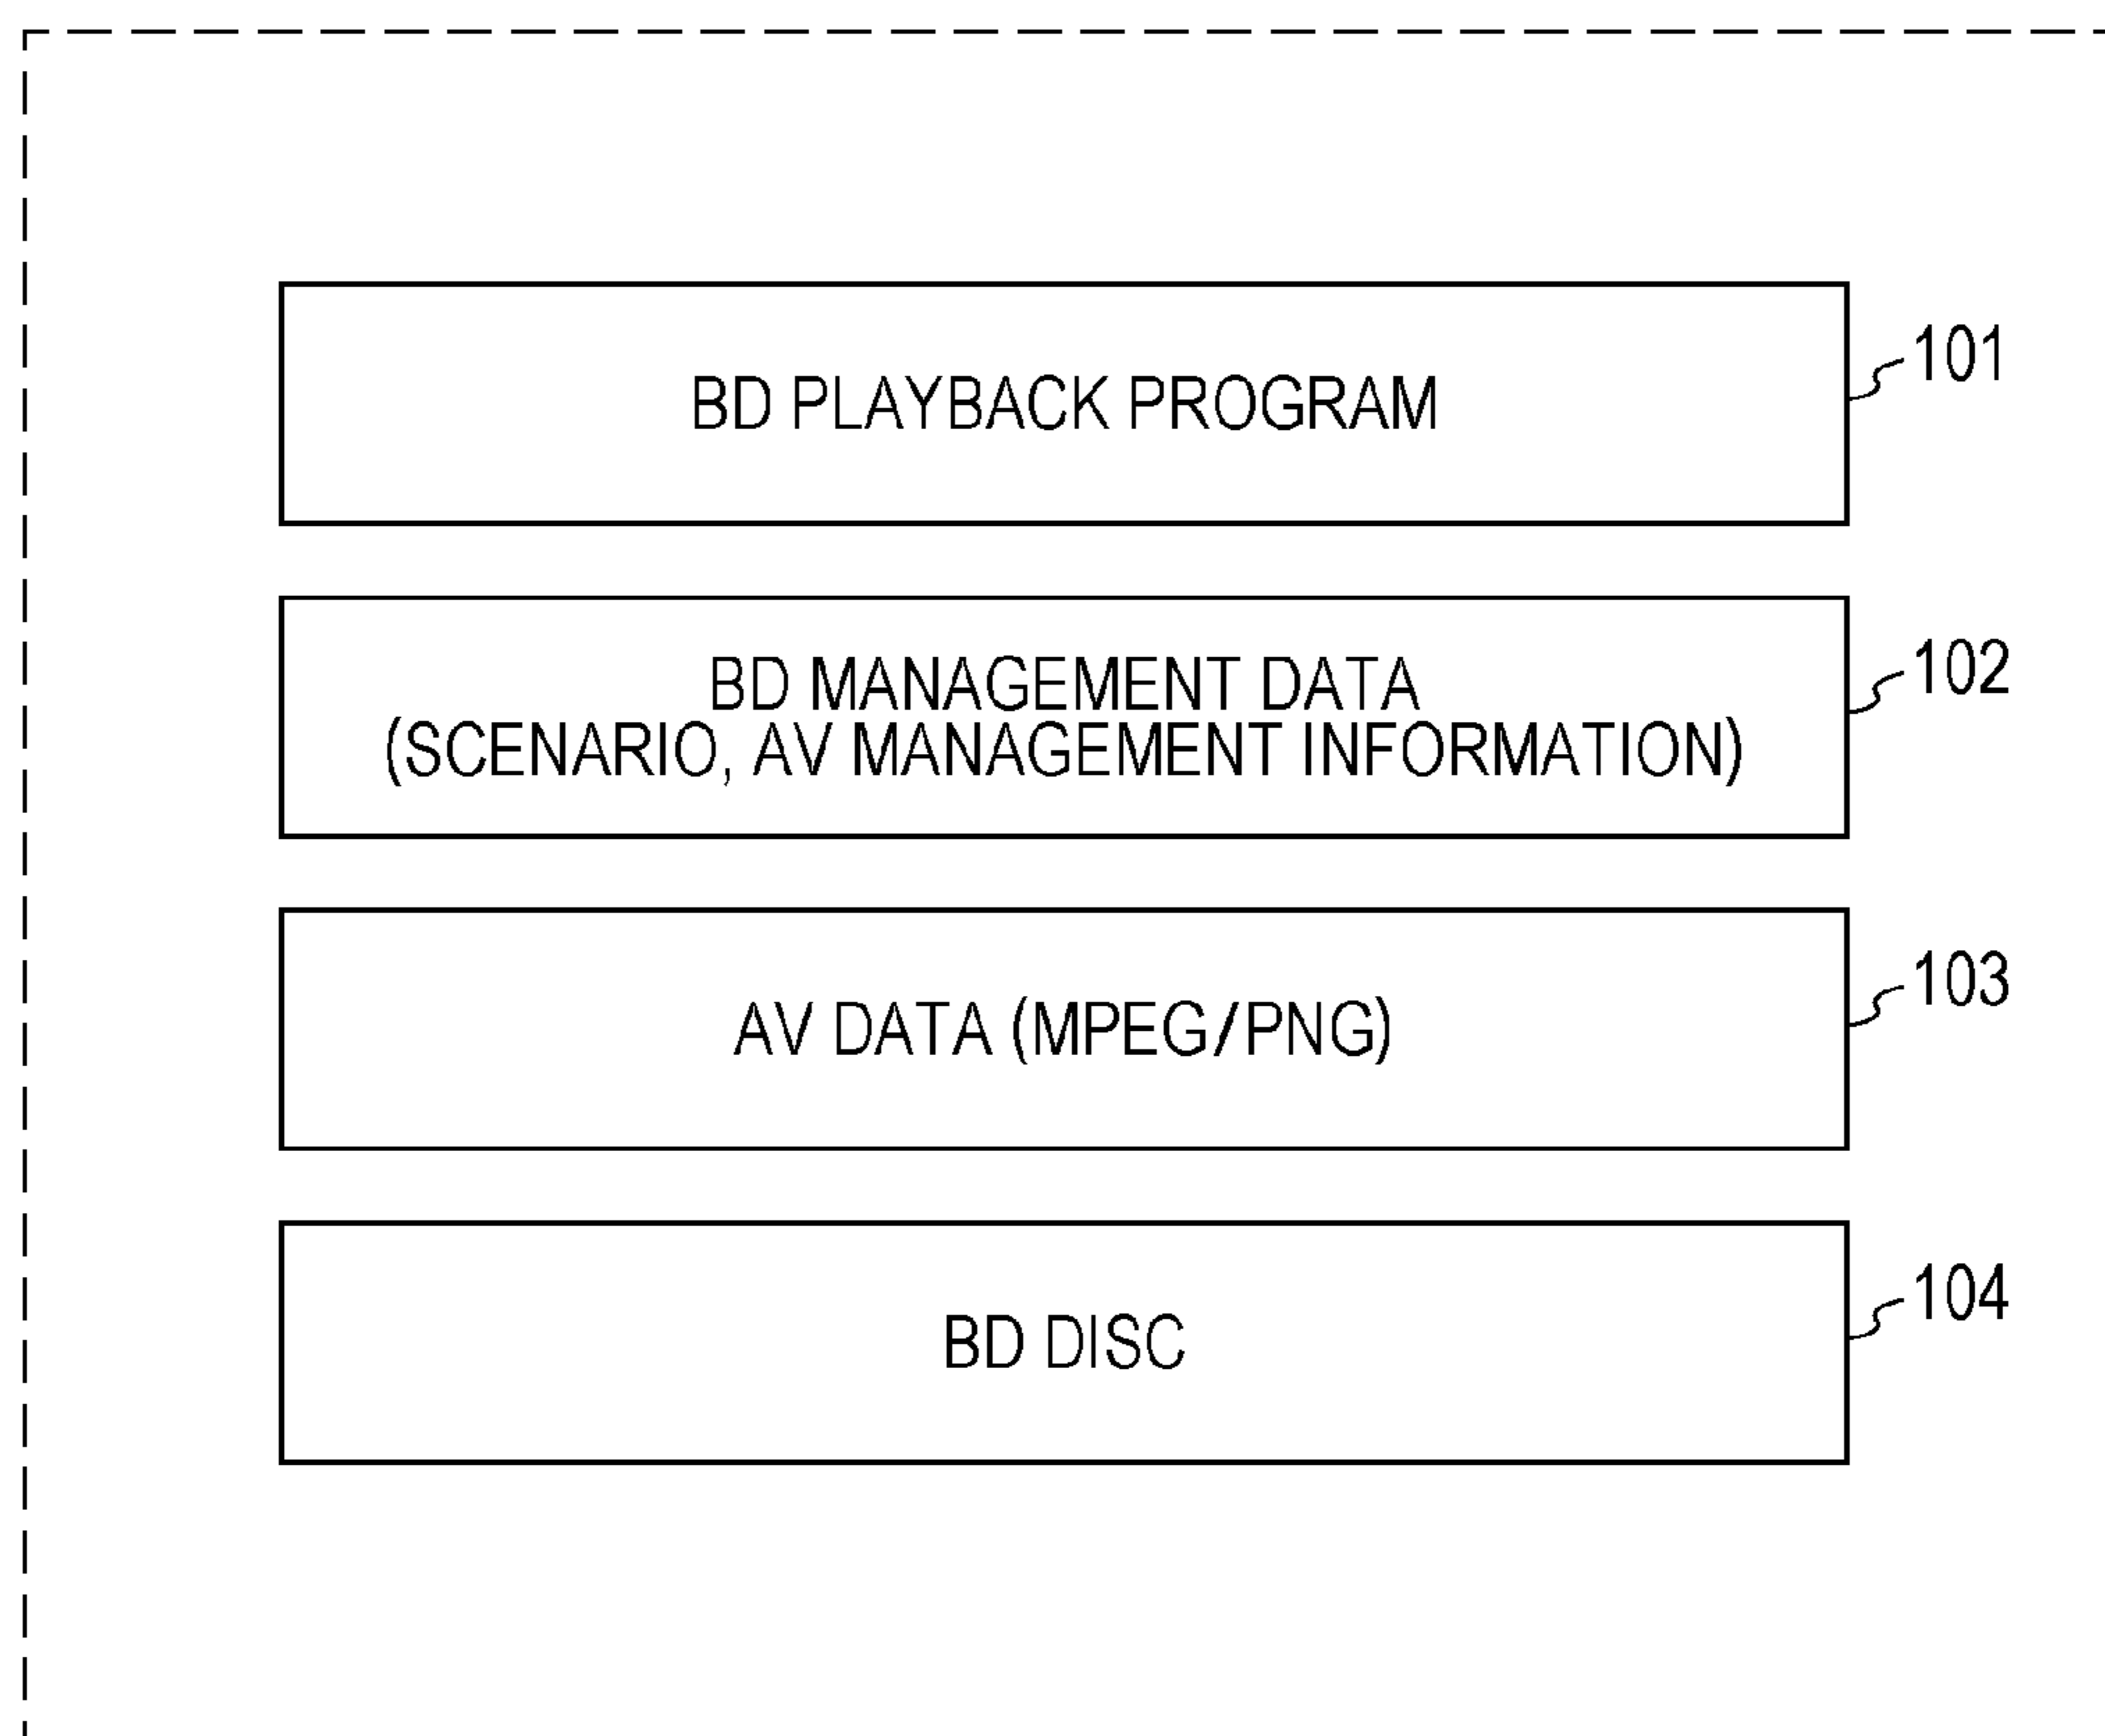 BD PLAYBACK PROGRAM
101
BD MANAGEMENT DATA
(SCENARIO, AV MANAGEMENT INFORMATION)
102
AV DATA (MPEG/PNG)
103
BD DISC
104